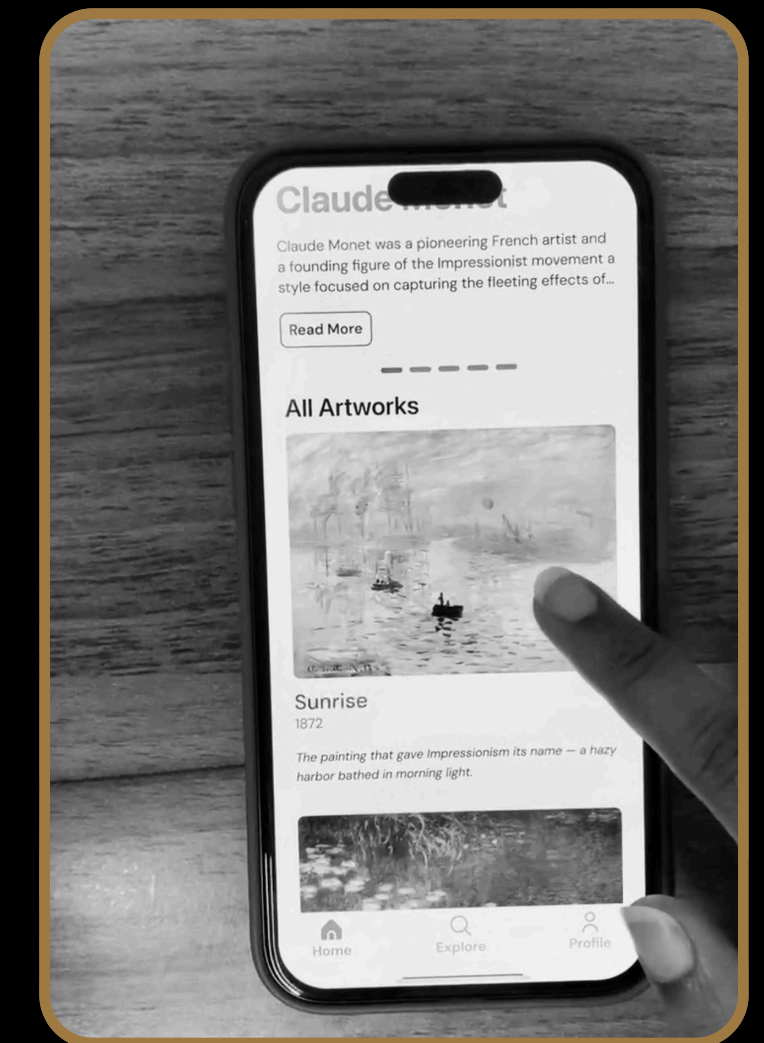 Claude Monet
Claude Monet was a pioneering French artist and
a founding figure of the Impressionist movement a
style focused on capturing the fleeting effects of...
Read More
All Artworks
Sunrise
1872
The painting that gave Impressionism its name — a hazy
harbor bathed in morning light.
Home
Explore
Profile